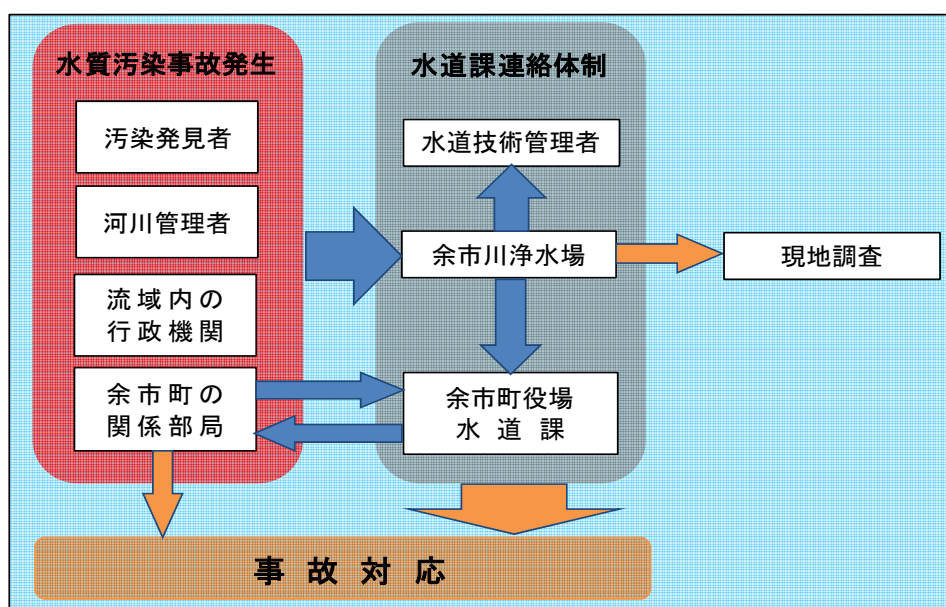 水質汚染事故発生
汚染発見者
河川管理者
流域内の
行政機関
余市町の
関係部局
水道課連絡体制
水道技術管理者
余市川浄水場
余市町役場
水道課
現地調査
事故対応